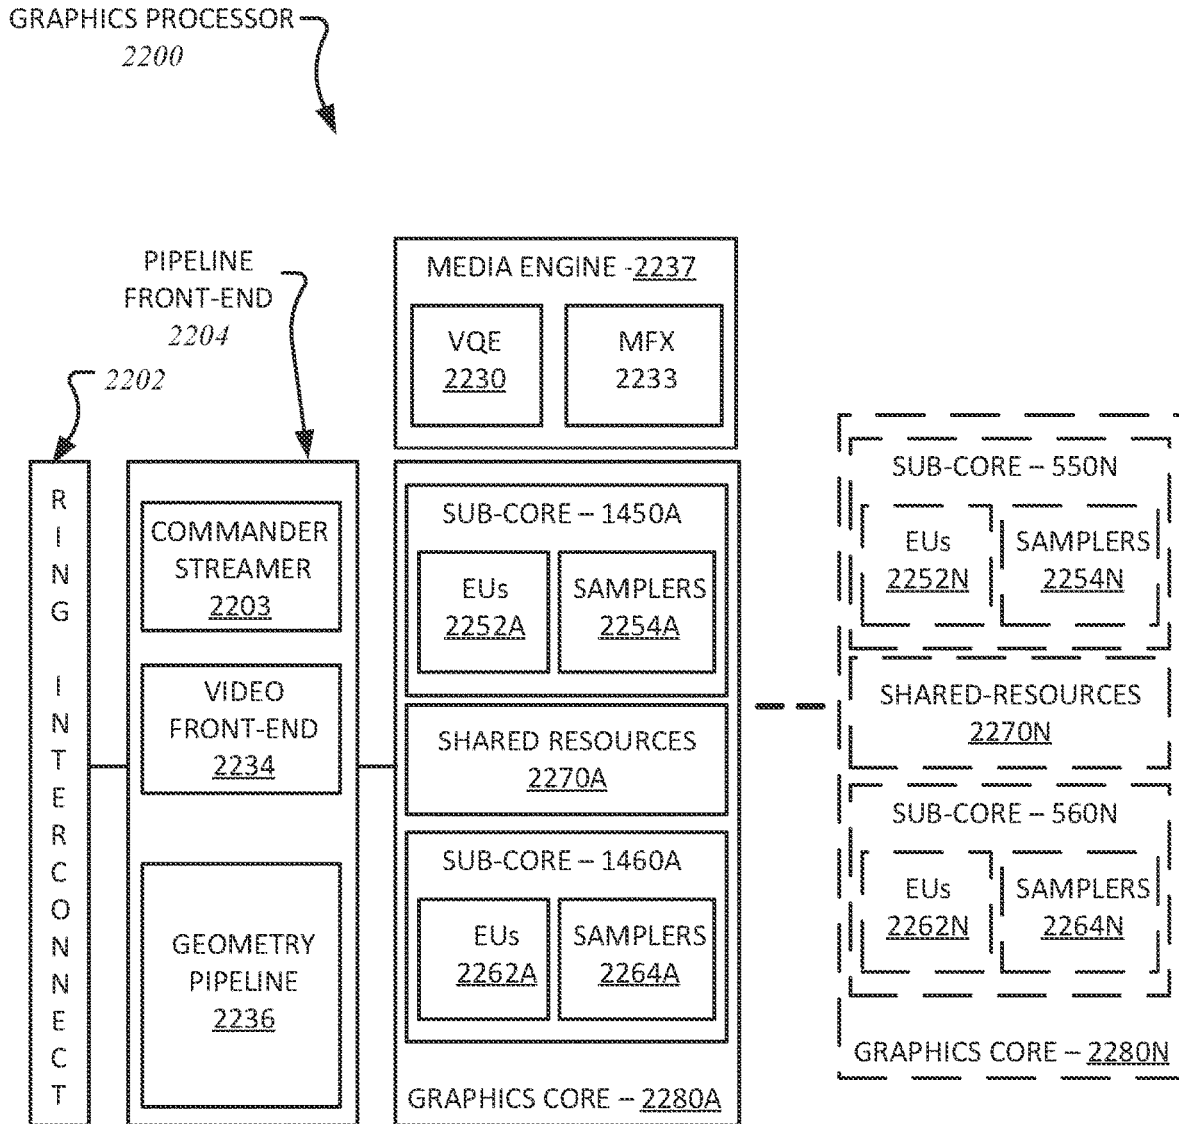 GRAPHICS PROCESSOR
2200
PIPELINE
FRONT-END
2204
2202
RING INTERCONNECT
COMMANDER
STREAMER
2203
VIDEO
FRONT-END
2234
GEOMETRY
PIPELINE
2236
MEDIA ENGINE -2237
VQE
2230
MFX
2233
SUB-CORE – 1450A
EUs
2252A
SAMPLERS
2254A
SHARED RESOURCES
2270A
SUB-CORE – 1460A
EUs
2262A
SAMPLERS
2264A
GRAPHICS CORE – 2280A
SUB-CORE – 550N
EUs
2252N
SAMPLERS
2254N
SHARED-RESOURCES
2270N
SUB-CORE – 560N
EUs
2262N
SAMPLERS
2264N
GRAPHICS CORE – 2280N